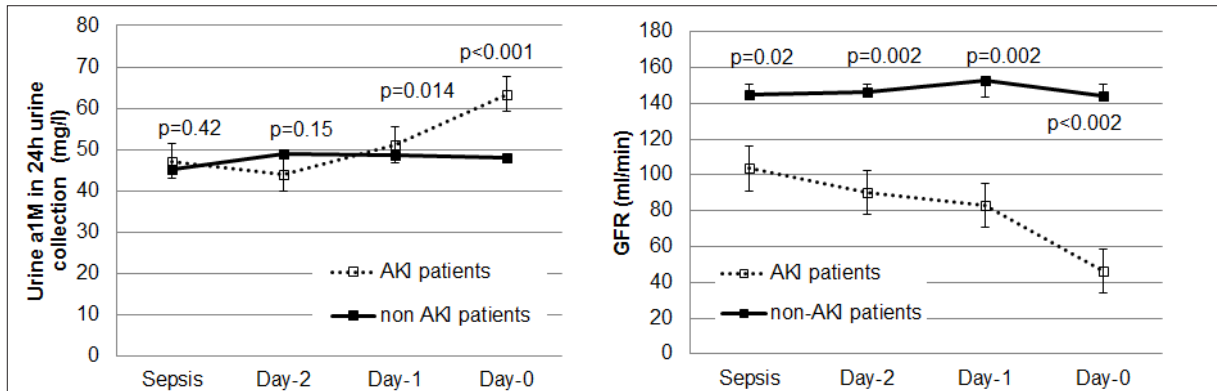 80
70
60
50
40
30
20
10
0
Urine a1M in 24h urine
collection (mg/l)
p=0.42
p=0.15
p=0.014
p<0.001
AKI patients
non AKI patients
Sepsis Day-2 Day-1 Day-0
180
160
140
120
100
80
60
40
20
0
GFR (ml/min)
p=0.02 p=0.002 p=0.002
p<0.002
AKI patients
non-AKI patients
Sepsis Day-2 Day-1 Day-0